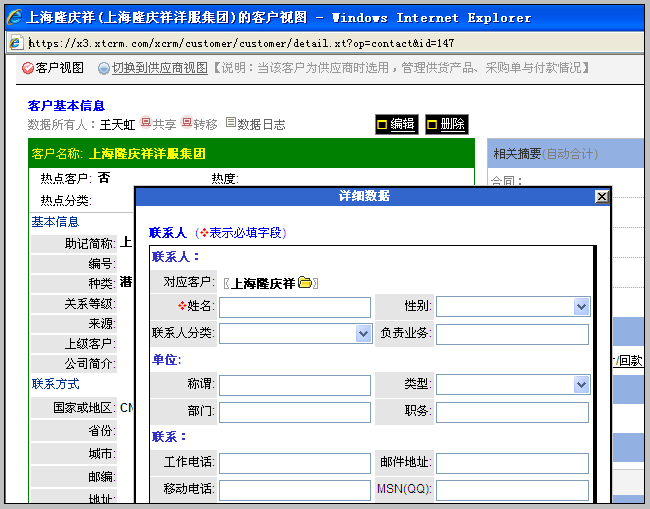 上海隆庆祥(上海隆庆祥洋服集团)的客户视图 - Windows Internet Explorer
https://x3.xtcrm.com/xcrm/customer/customer/detail.xt?op=contact&id=147
客户视图 切换到供应商视图【说明：当该客户为供应商时选用，管理供货产品、采购单与付款情况】
客户基本信息
数据所有人：王天虹 共享 转移 数据日志 编辑 删除
客户名称: 上海隆庆祥洋服集团 相关摘要(自动合计)
热点客户: 否 热度: 合同：
热点分类:
详细数据
基本信息
联系人 （❖表示必填字段）
助记简称: 上
联系人：
编号:
种类: 潜 对应客户: 〖上海隆庆祥〗
关系等级: ❖姓名: 性别:
来源:
上级客户: 联系人分类: 负责业务:
公司简介: 单位: /回款
联系方式 称谓: 类型:
国家或地区: CN 部门: 职务:
省份: 联系：
城市: 工作电话: 邮件地址:
邮编: 移动电话: MSN(QQ):
地址: